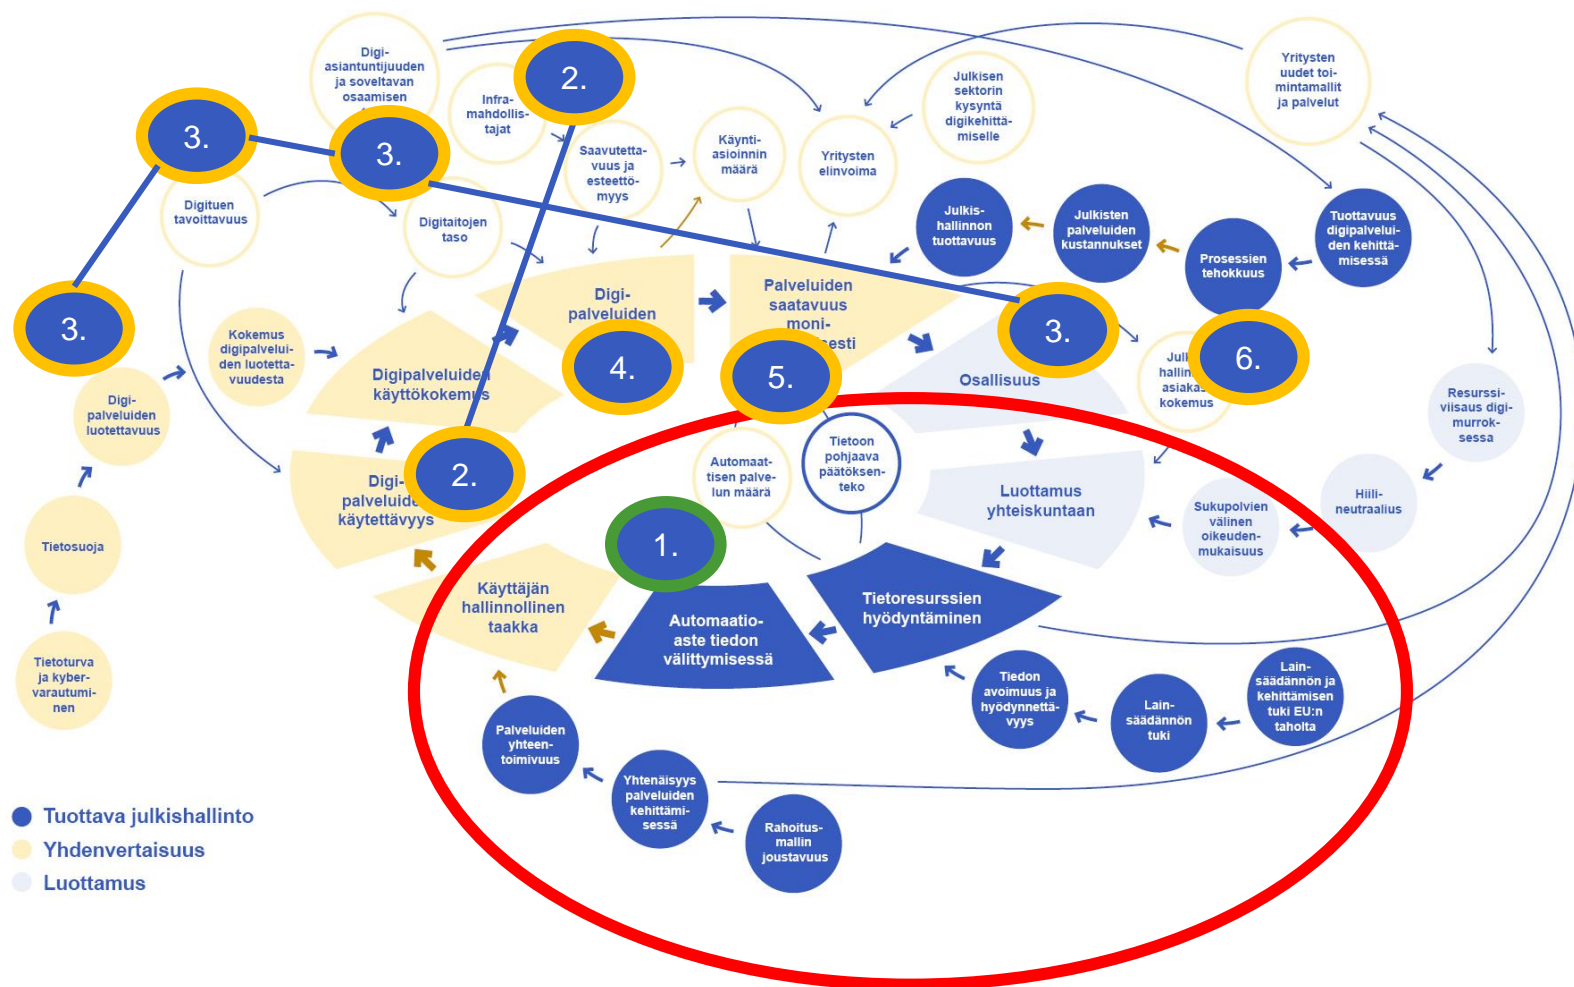 Digi-
asiantuntijuuden
ja soveltavan
osaamisen
2.
Infra-
mahdollis-
tajat
3.
3.
Saavutetta-
vuus ja
esteettö-
myys
Käynti-
asioinnin
määrä
Yritysten
elinvoima
Julkisen
sektorin
kysyntä
digikehittä-
miselle
Yritysten
uudet toi-
mintamallit
ja palvelut
Digituen
tavoittavuus
Digitaitojen
taso
Julkis-
hallinnon
tuottavuus
Julkisten
palveluiden
kustannukset
Prosessien
tehokkuus
Tuottavuus
digipalvelui-
den kehittä-
misessä
3.
Kokemus
digipalvelui-
den luotetta-
vuudesta
Digi-
palveluiden
4.
Palveluiden
saatavuus
moni-
esti
5.
3.
6.
Julk
hallin
asiaka
kokemus
Digi-
palveluiden
luotettavuus
Digipalveluiden
käyttökokemus
Osallisuus
Resurssi-
viisaus digi-
murrok-
sessa
Digi-
palveluide
käytettävyys
2.
Automaat-
tisen palve-
lun määrä
Tietoon
pohjaava
päätöksen-
teko
Luottamus
yhteiskuntaan
Sukupolvien
välinen
oikeuden-
mukaisuus
Hiili-
neutraalius
Tietosuoja
1.
Käyttäjän
hallinnollinen
taakka
Automaatio-
aste tiedon
välittymisessä
Tietoresurssien
hyödyntäminen
Tietoturva
ja kyber-
varautumi-
nen
Palveluiden
yhteen-
toimivuus
Tiedon
avoimuus ja
hyödynnettä-
vyys
Lain-
säädännön
tuki
Lain-
säädännön ja
kehittämisen
tuki EU:n
taholta
Yhtenäisyys
palveluiden
kehittämi-
sessä
Rahoitus-
mallin
joustavuus
Tuottava julkishallinto
Yhdenvertaisuus
Luottamus